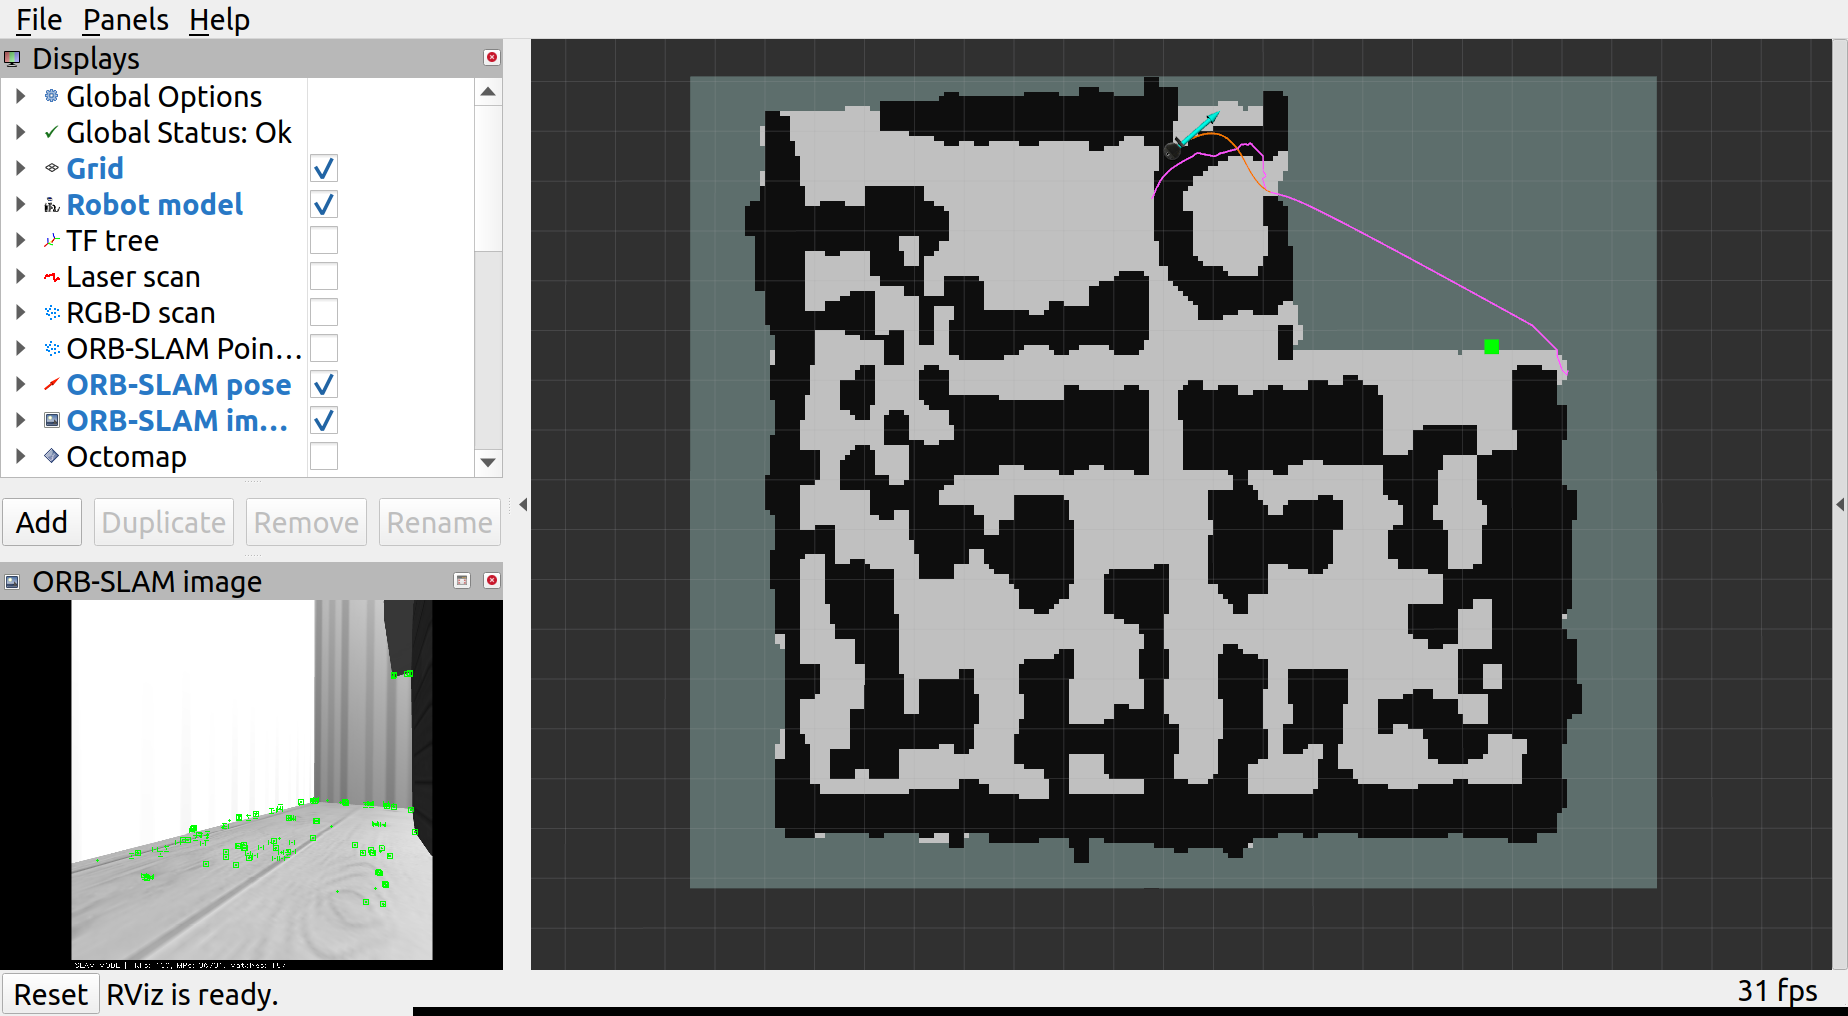 File Panels Help
Displays
Global Options
Global Status: Ok
Grid
Robot model
TF tree
Laser scan
RGB-D scan
ORB-SLAM Poin...
ORB-SLAM pose
ORB-SLAM im...
Octomap
Add Duplicate Remove Rename
ORB-SLAM image
SLAM MODE |
Reset RViz is ready. 31 fps